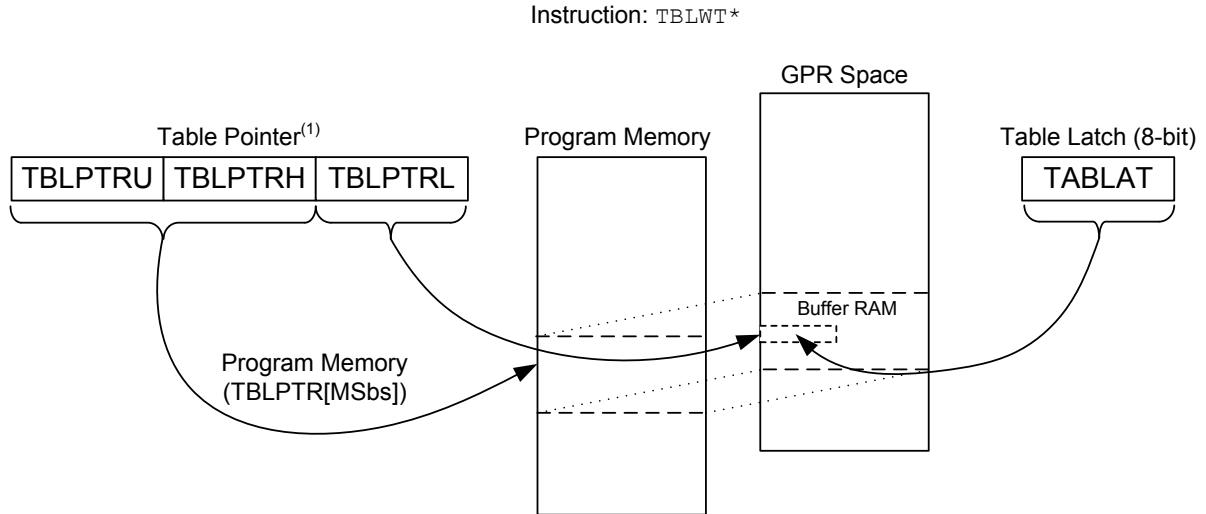 Instruction: TBLWT*
GPR Space
Table Pointer(1)
Program Memory
Table Latch (8-bit)
TBLPTRU TBLPTRH TBLPTRL
TABLAT
Buffer RAM
Program Memory
(TBLPTR[MSbs])